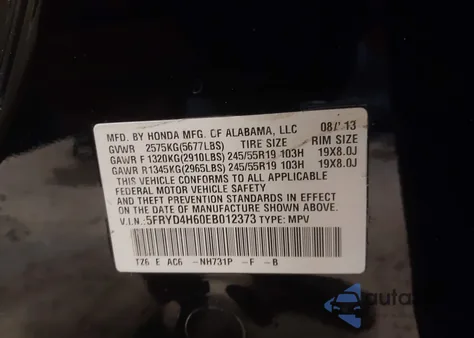 MFD. BY HONDA MFG. OF ALABAMA, LLC 08/13
GVWR 2575KG(5677LBS) TIRE SIZE RIM SIZE
GAWR F 1320KG(2910LBS) 245/55R19 103H 19X8.0J
GAWR R1345KG(2965LBS) 245/55R19 103H 19X8.0J
THIS VEHICLE CONFORMS TO ALL APPLICABLE
FEDERAL MOTOR VEHICLE SAFETY
AND THEFT PREVENTION STANDARDS IN EFFECT
ON THE DATE OF MANUFACTURE SHOWN ABOVE.
V.I.N.:5FRYD4H60EB012373 TYPE: MPV
TZ6 E AC6 -NH731P -F -B